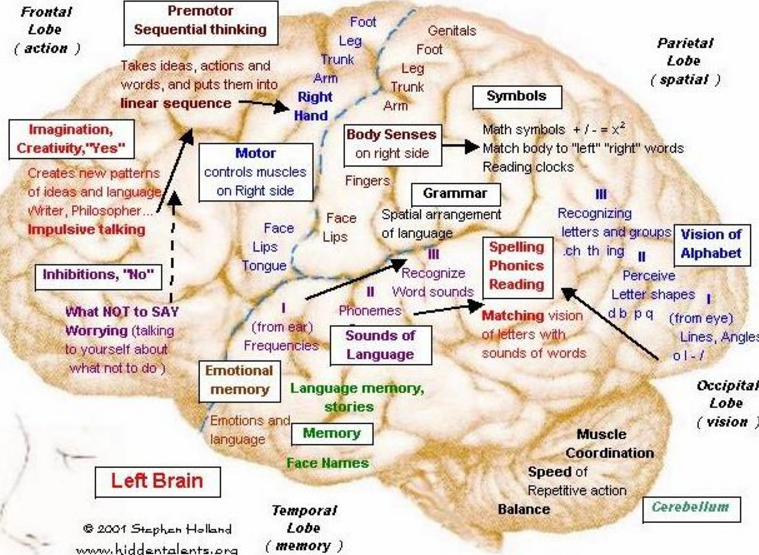 Frontal
Lobe
( action )
Premotor
Sequential thinking
Takes ideas, actions and
words, and puts them into
linear sequence
Foot
Leg
Trunk
Arm
Right
Hand
Genitals
Foot
Leg
Trunk
Arm
Parietal
Lobe
( spatial )
Imagination,
Creativity,"Yes"
Creates new patterns
of ideas and language
Writer, Philosopher...
Impulsive talking
Motor
controls muscles
on Right side
Body Senses
on right side
Symbols
Math symbols + / - = x²
Match body to "left" "right" words
Reading clocks
Fingers
Face
Lips
Face
Lips
Tongue
Grammar
Spatial arrangement
of language
III
Recognizing
letters and groups
.ch th ing
Vision of
Alphabet
II
Perceive
Letter shapes
d b p q
I
(from eye)
Lines, Angles
o l - /
Inhibitions, "No"
What NOT to SAY
Worrying (talking
to yourself about
what not to do )
I
(from ear)
Frequencies
II
Phonemes
III
Recognize
Word sounds
Sounds of
Language
Spelling
Phonics
Reading
Matching vision
of letters with
sounds of words
Emotional
memory
Emotions and
language
Language memory,
stories
Memory
Face Names
Occipital
Lobe
( vision )
Muscle
Coordination
Speed of
Repetitive action
Balance
Cerebellum
Left Brain
Temporal
Lobe
( memory )
© 2001 Stephen Holland
www.hiddentalents.org